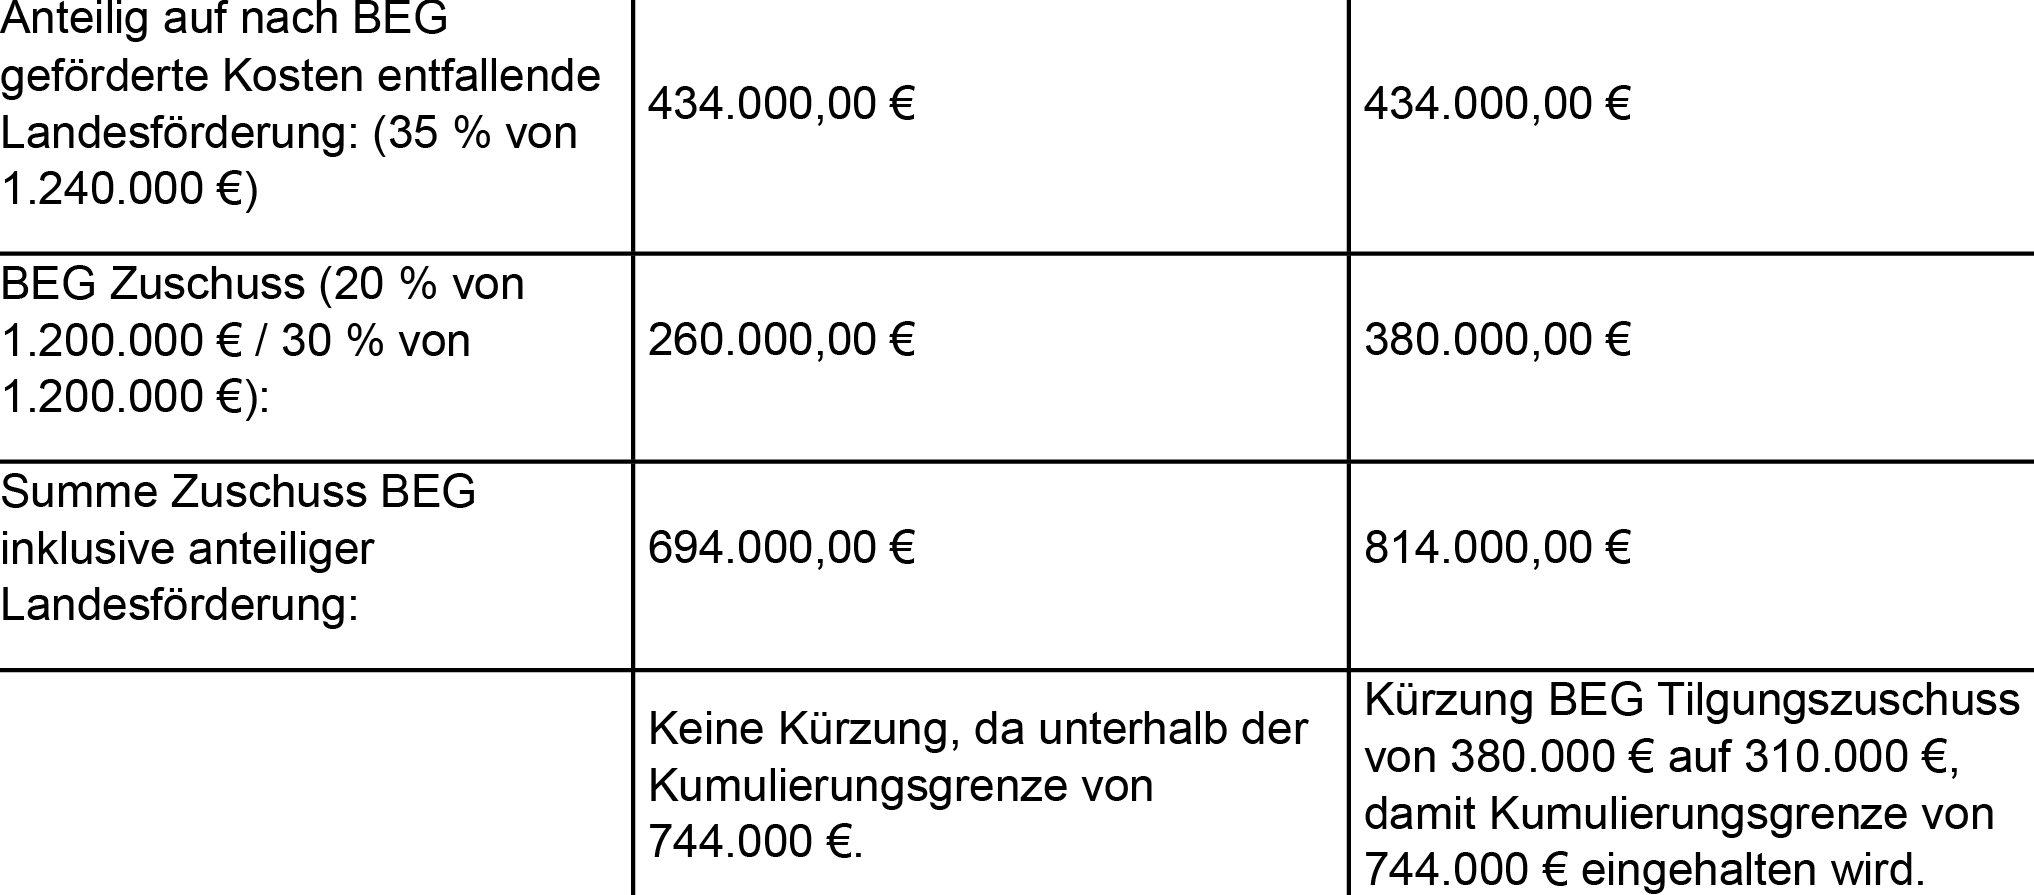 Anteilig auf nach BEG
geförderte Kosten entfallende
Landesförderung: (35 % von
1.240.000 €)
434.000,00 €
434.000,00 €
BEG Zuschuss (20 % von
1.200.000 € / 30 % von
1.200.000 €):
260.000,00 €
380.000,00 €
Summe Zuschuss BEG
inklusive anteiliger
Landesförderung:
694.000,00 €
814.000,00 €
Keine Kürzung, da unterhalb der
Kumulierungsgrenze von
744.000 €.
Kürzung BEG Tilgungszuschuss
von 380.000 € auf 310.000 €,
damit Kumulierungsgrenze von
744.000 € eingehalten wird.